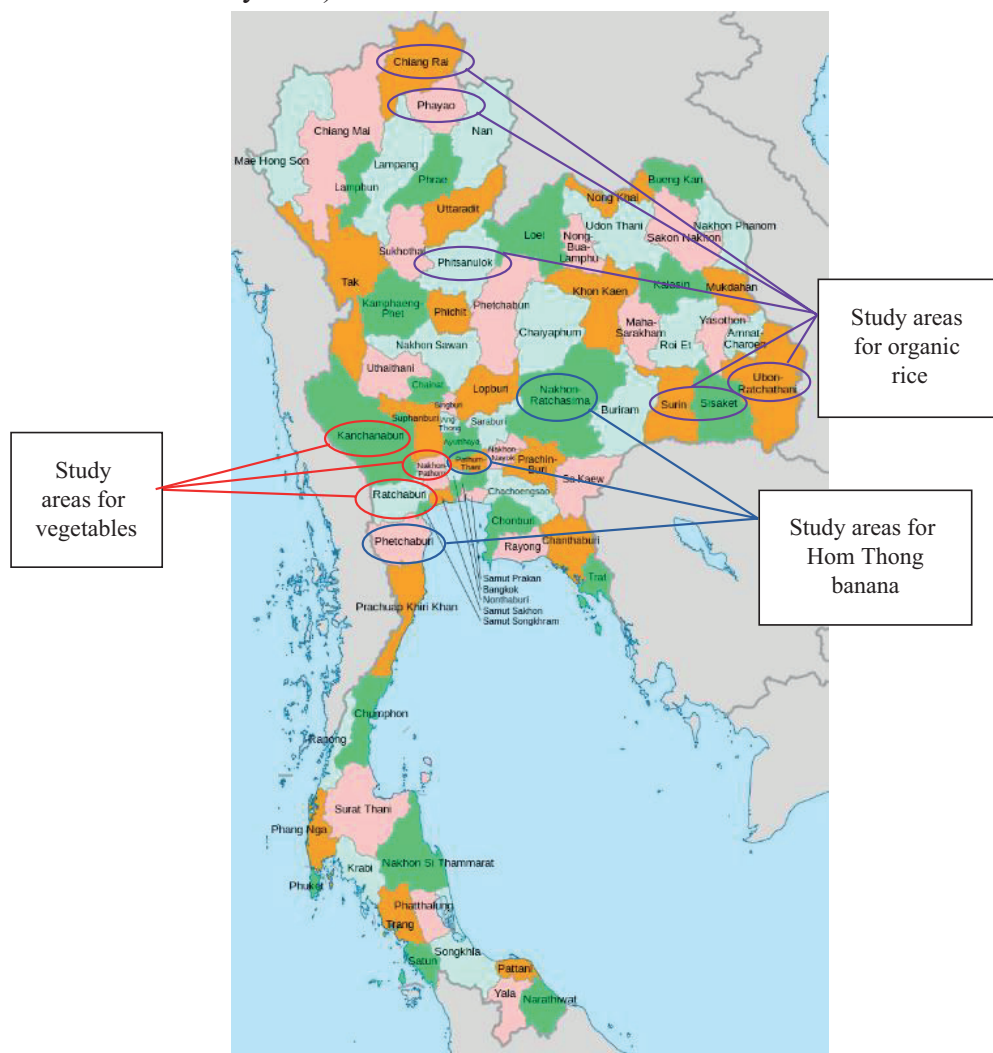 Chiang Rai
Phayao
Chiang Mai
Nan
Mae Hong Son
Lampang
Phrae
Lamphun
Uttaradit
Bueng Kan
Nong Khai
Loei
Udon Thani
Nakhon Phanom
Nong-
Bua-
Lamphu
Sakon Nakhon
Sukhothai
Phitsanulok
Tak
Kamphaeng-
Phet
Phichit
Phetchabun
Khon Kaen
Kalasin
Mukdahan
Nakhon Sawan
Chaiyaphum
Maha-
Sarakham
Roi Et
Yasothon
Amnat-
Charoen
Uthaithani
Chainat
Lopburi
Nakhon-
Ratchasima
Buriram
Surin
Sisaket
Ubon-
Ratchathani
Singburi
Suphanburi
Ang
Thong
Saraburi
Kanchanaburi
Ayutthaya
Nakhon-
Nayok
Prachin-
Buri
Nakhon-
Pathom
Pathum-
Thani
Sa Kaew
Ratchaburi
Chachoengsao
Chonburi
Phetchaburi
Rayong
Chanthaburi
Trat
Samut Prakan
Bangkok
Nonthaburi
Samut Sakhon
Samut Songkhram
Prachuap Khiri Khan
Chumphon
Ranong
Surat Thani
Phang Nga
Krabi
Nakhon Si Thammarat
Phuket
Phatthalung
Trang
Satun
Songkhla
Pattani
Yala
Narathiwat
Study areas
for organic
rice
Study
areas for
vegetables
Study areas for
Hom Thong
banana